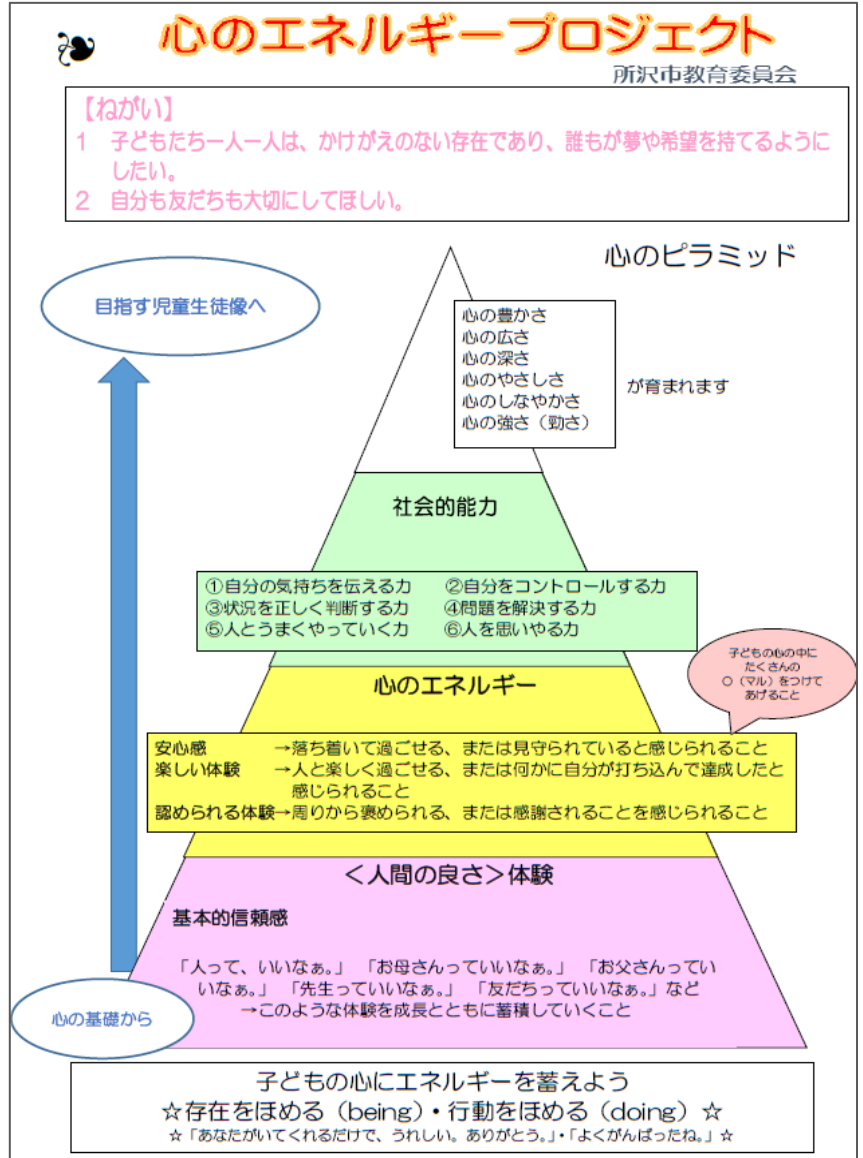 心のエネルギープロジェクト
所沢市教育委員会
【ねがい】
1 子どもたち一人一人は、かけがえのない存在であり、誰もが夢や希望を持てるように
したい。
2 自分も友だちも大切にしてほしい。
心のピラミッド
目指す児童生徒像へ
心の豊かさ
心の広さ
心の深さ
心のやさしさ
心のしなやかさ
心の強さ（勁さ）
が育まれます
社会的能力
①自分の気持ちを伝える力 ②自分をコントロールする力
③状況を正しく判断する力 ④問題を解決する力
⑤人とうまくやっていく力 ⑥人を思いやる力
子どもの心の中に
たくさんの
○（マル）をつけて
あげること
心のエネルギー
安心感 →落ち着いて過ごせる、または見守られていると感じられること
楽しい体験 →人と楽しく過ごせる、または何かに自分が打ち込んで達成したと
感じられること
認められる体験→周りから褒められる、または感謝されることを感じられること
＜人間の良さ＞体験
基本的信頼感
「人って、いいなぁ。」 「お母さんっていいなぁ。」 「お父さんってい
いなぁ。」 「先生っていいなぁ。」 「友だちっていいなぁ。」など
→このような体験を成長とともに蓄積していくこと
心の基礎から
子どもの心にエネルギーを蓄えよう
☆存在をほめる（being）・行動をほめる（doing）☆
☆「あなたがいてくれるだけで、うれしい。ありがとう。」・「よくがんばったね。」☆